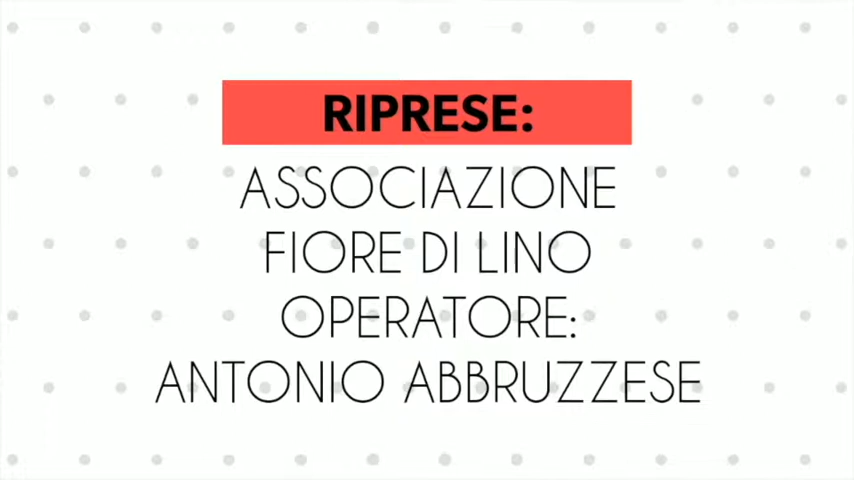 RIPRESE:
ASSOCIAZIONE
FIORE DI LINO
OPERATORE:
ANTONIO ABBRUZZESE